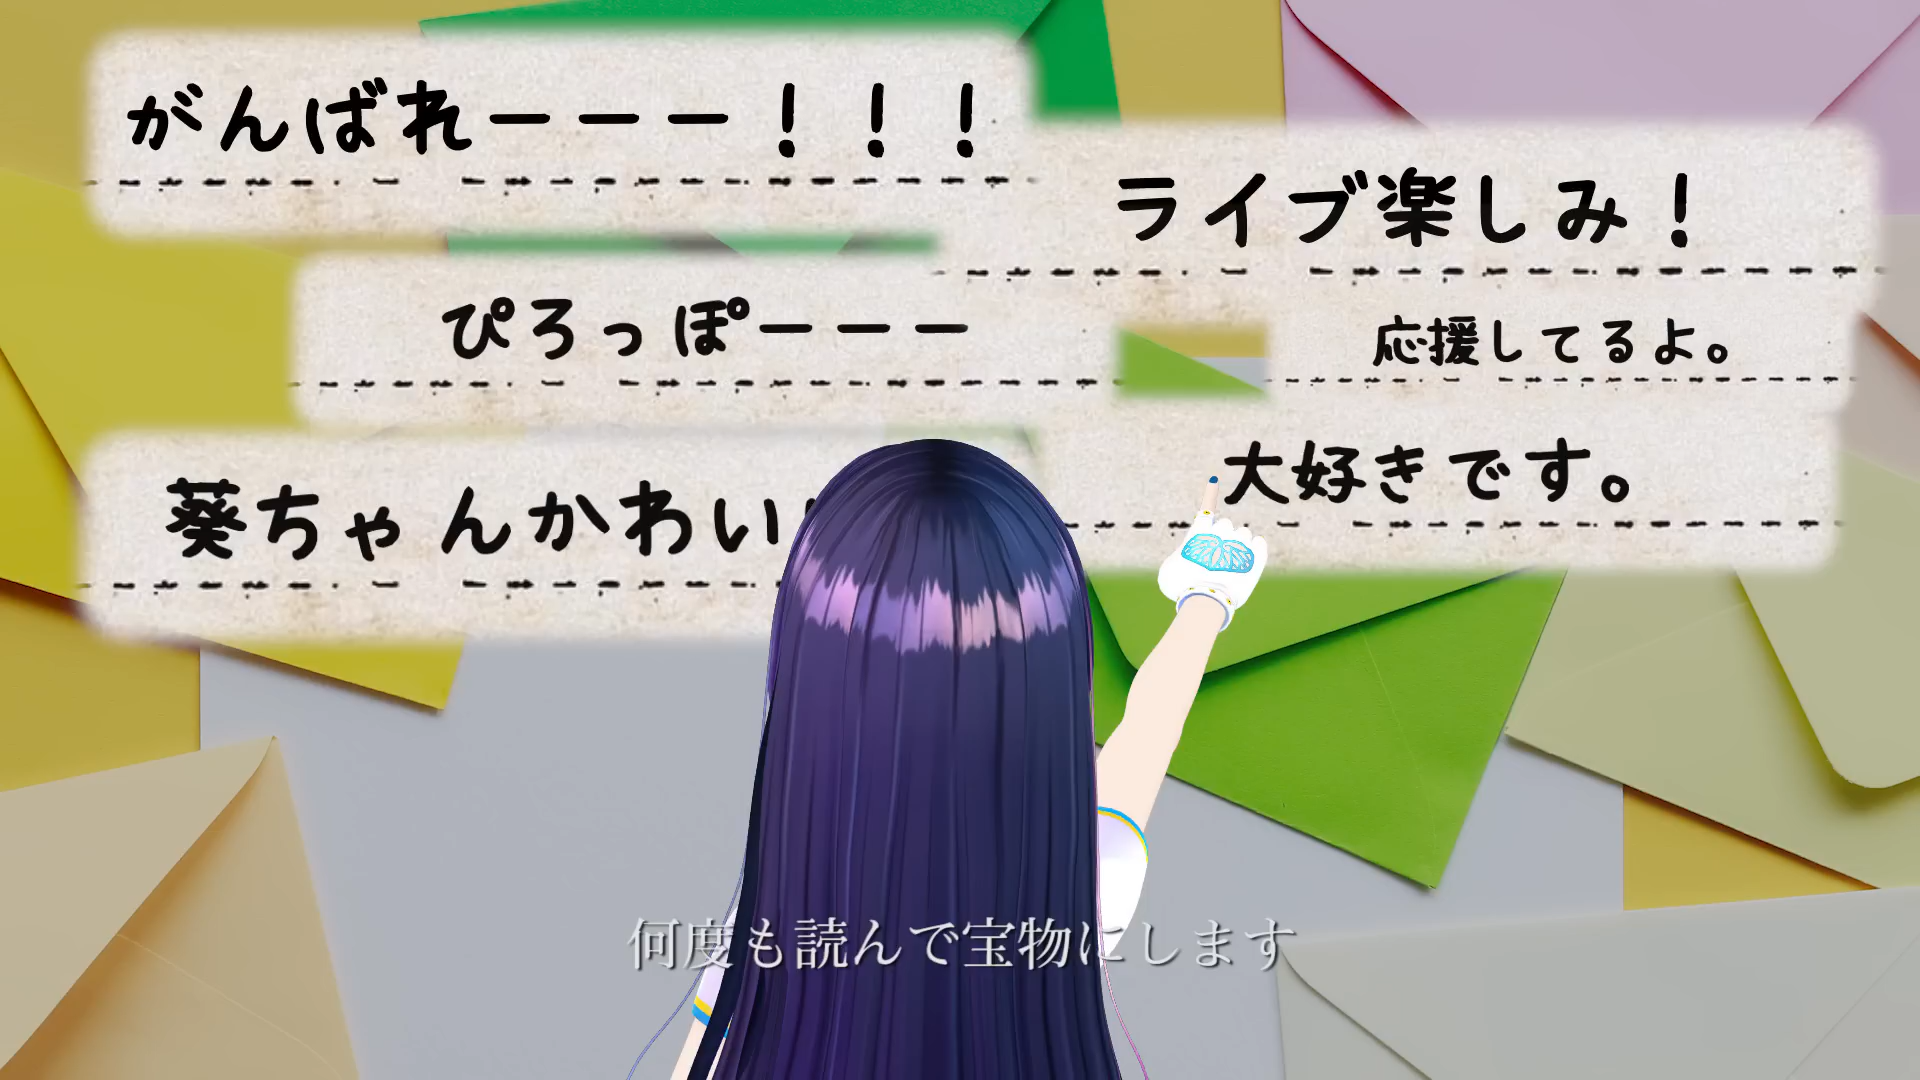 がんばれーーー！！！
ライブ楽しみ！
ぴろっぽーーー
応援してるよ。
大好きです。
葵ちゃんかわい
何度も読んで宝物にします